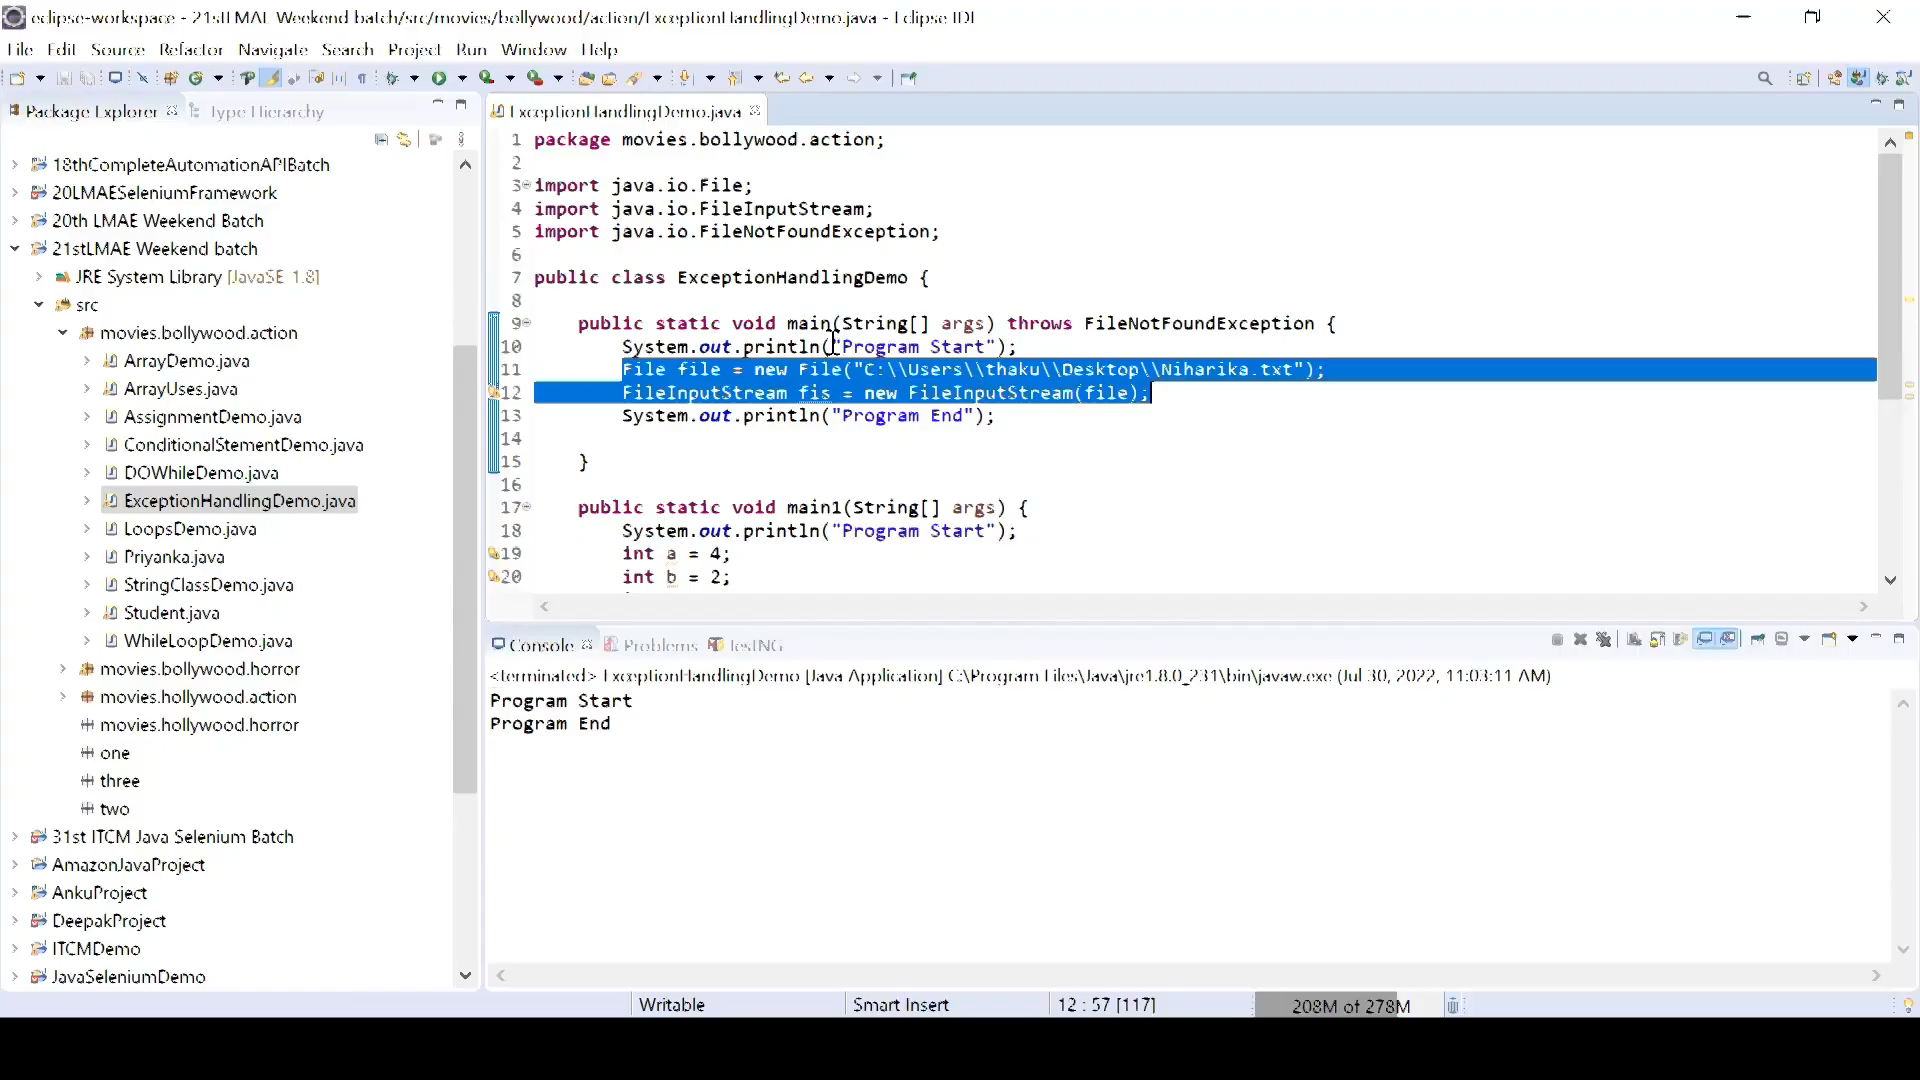 eclipse-workspace - 21stLMAE Weekend batch/src/movies/bollywood/action/ExceptionHandlingDemo.java - Eclipse IDE
File Edit Source Refactor Navigate Search Project Run Window Help
Package Explorer Type Hierarchy
18thCompleteAutomationAPIBatch
20LMAESeleniumFramework
20th LMAE Weekend Batch
21stLMAE Weekend batch
JRE System Library [JavaSE-1.8]
src
movies.bollywood.action
ArrayDemo.java
ArrayUses.java
AssignmentDemo.java
ConditionalStementDemo.java
DOWhileDemo.java
ExceptionHandlingDemo.java
LoopsDemo.java
Priyanka.java
StringClassDemo.java
Student.java
WhileLoopDemo.java
movies.bollywood.horror
movies.hollywood.action
movies.hollywood.horror
one
three
two
31st ITCM Java Selenium Batch
AmazonJavaProject
AnkuProject
DeepakProject
ITCMDemo
JavaSeleniumDemo
ExceptionHandlingDemo.java
1 package movies.bollywood.action;
2
3 import java.io.File;
4 import java.io.FileInputStream;
5 import java.io.FileNotFoundException;
6
7 public class ExceptionHandlingDemo {
8
9 public static void main(String[] args) throws FileNotFoundException {
10 System.out.println("Program Start");
11 File file = new File("C:\\Users\\thaku\\Desktop\\Niharika.txt");
12 FileInputStream fis = new FileInputStream(file);
13 System.out.println("Program End");
14
15 }
16
17 public static void main1(String[] args) {
18 System.out.println("Program Start");
19 int a = 4;
20 int b = 2;
Console Problems TestNG
<terminated> ExceptionHandlingDemo [Java Application] C:\Program Files\Java\jre1.8.0_231\bin\javaw.exe (Jul 30, 2022, 11:03:11 AM)
Program Start
Program End
Writable Smart Insert 12 : 57 [117] 208M of 278M